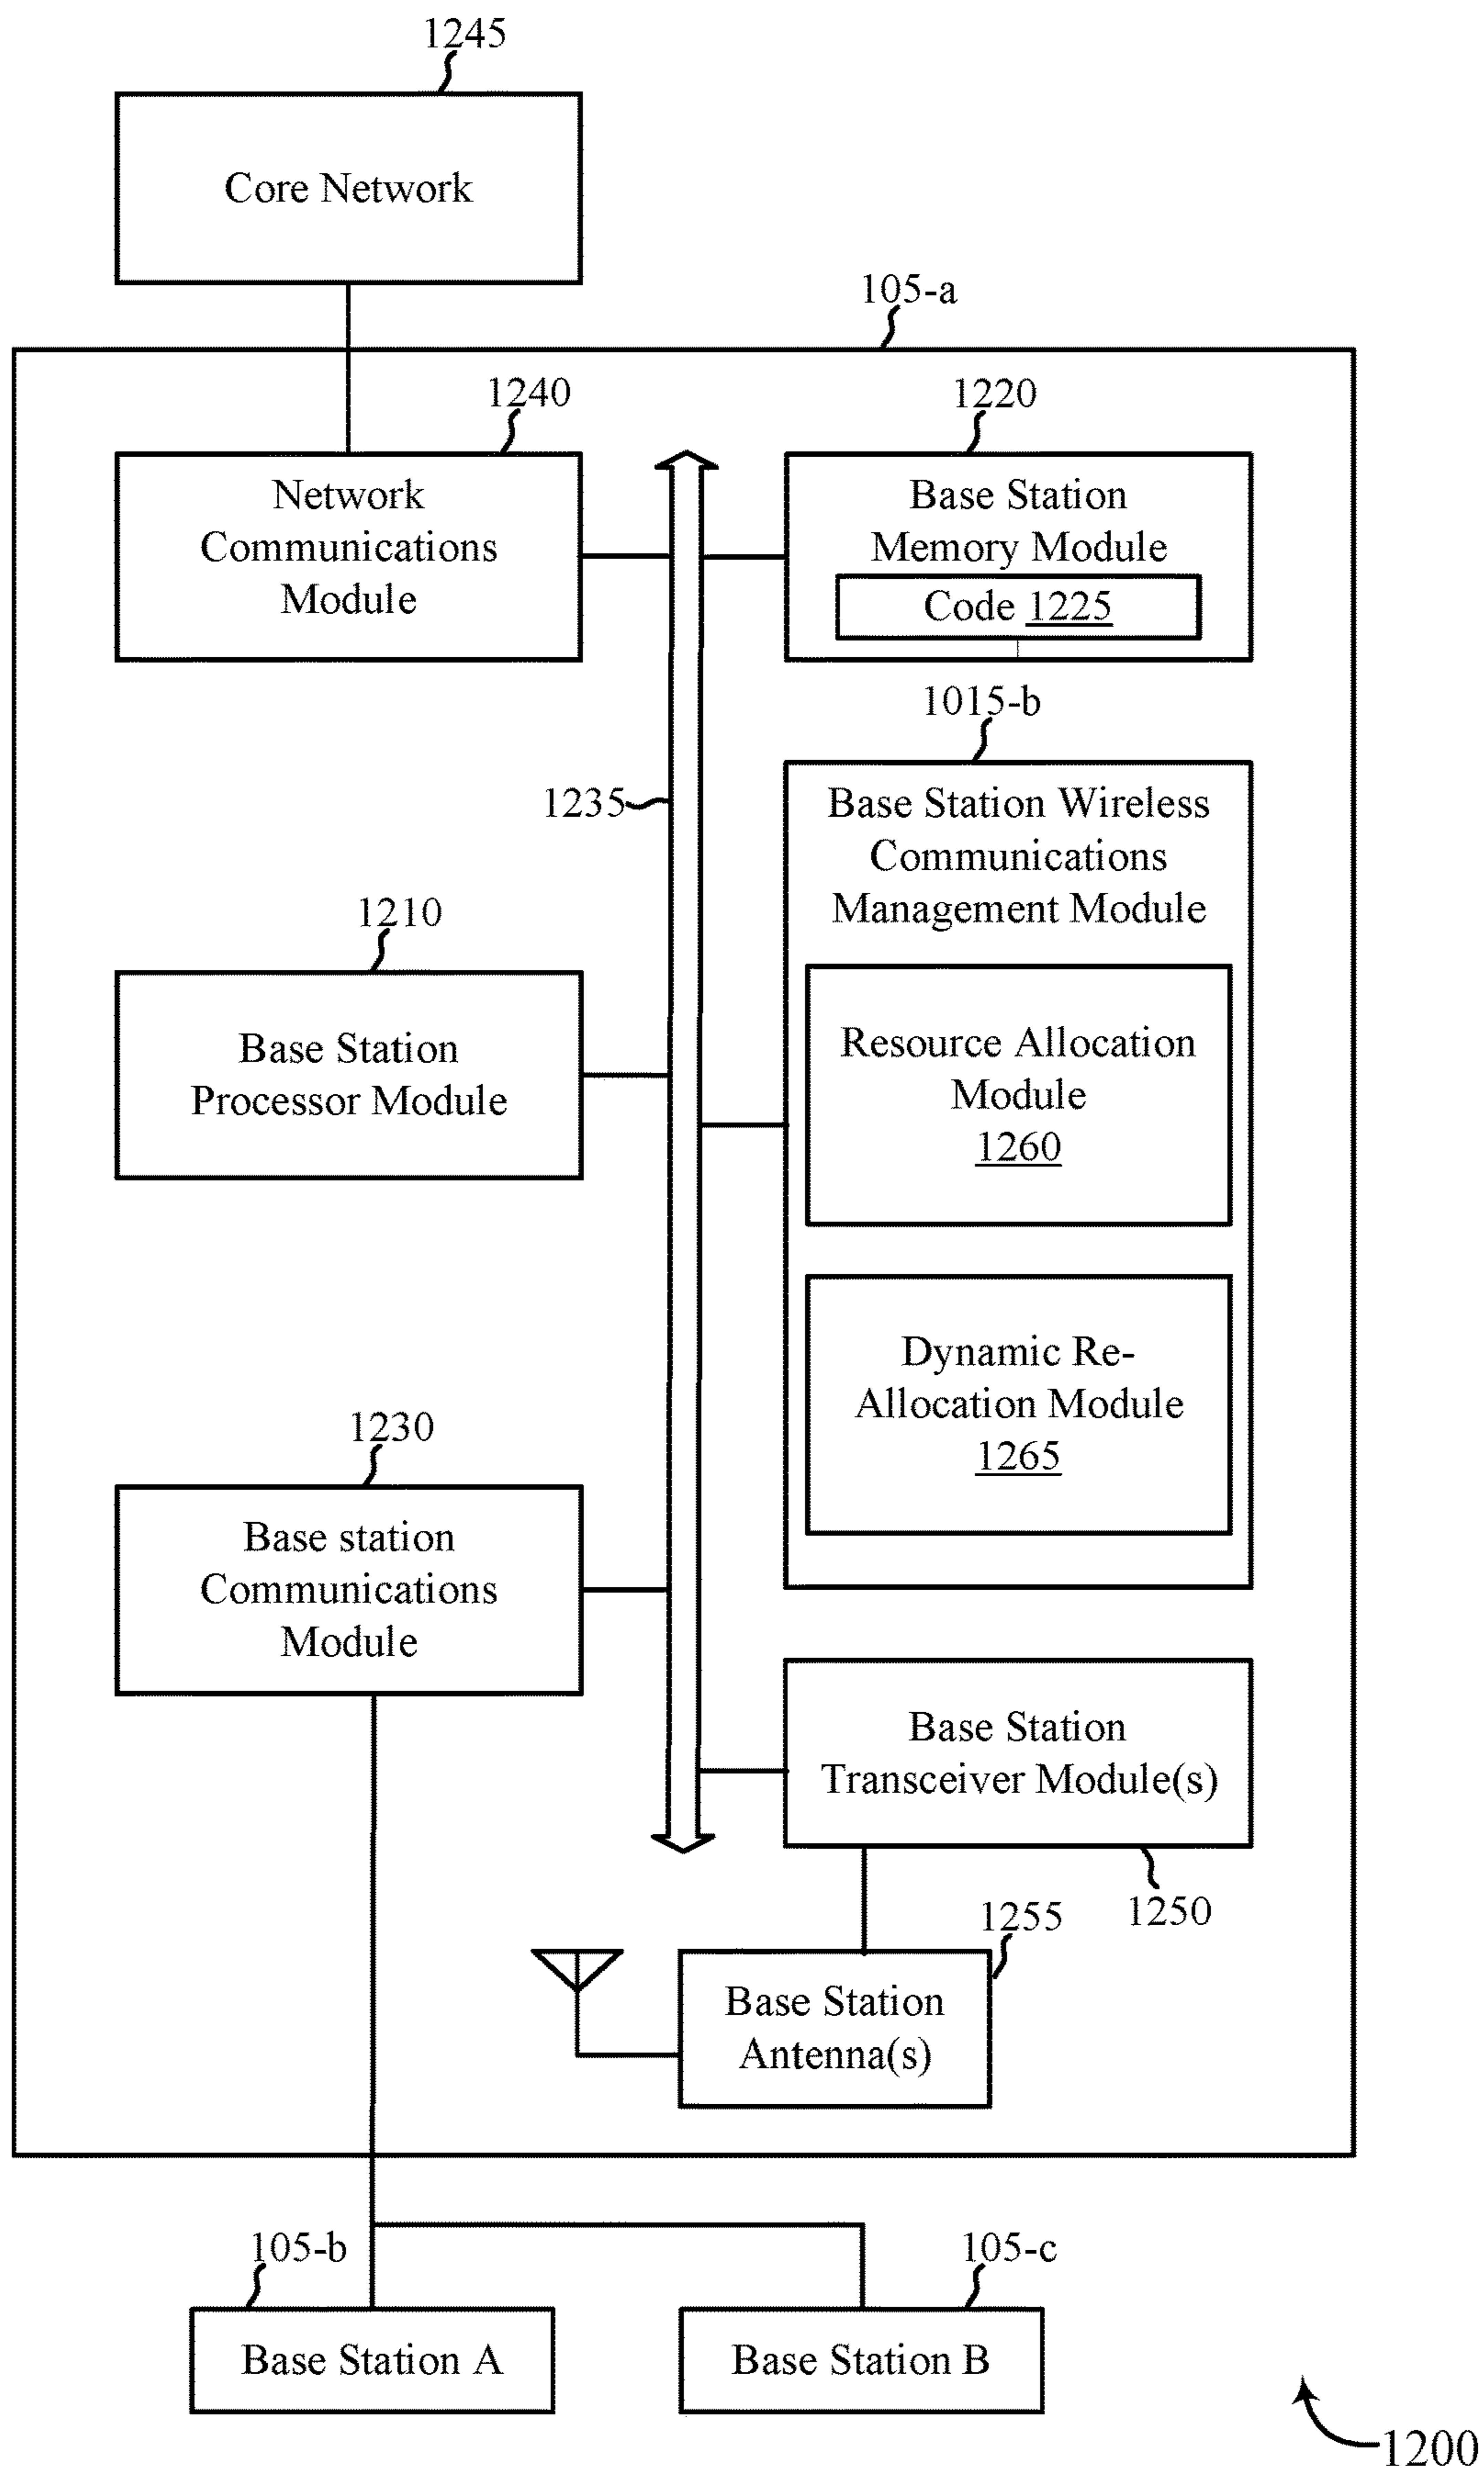 1245
Core Network
105-a
1240
Network
Communications
Module
1220
Base Station
Memory Module
Code 1225
1015-b
Base Station Wireless
Communications
Management Module
1235
Resource Allocation
Module
1260
1210
Base Station
Processor Module
Dynamic Re-
Allocation Module
1265
1230
Base station
Communications
Module
Base Station
Transceiver Module(s)
1250
1255
Base Station
Antenna(s)
105-b
Base Station A
105-c
Base Station B
1200